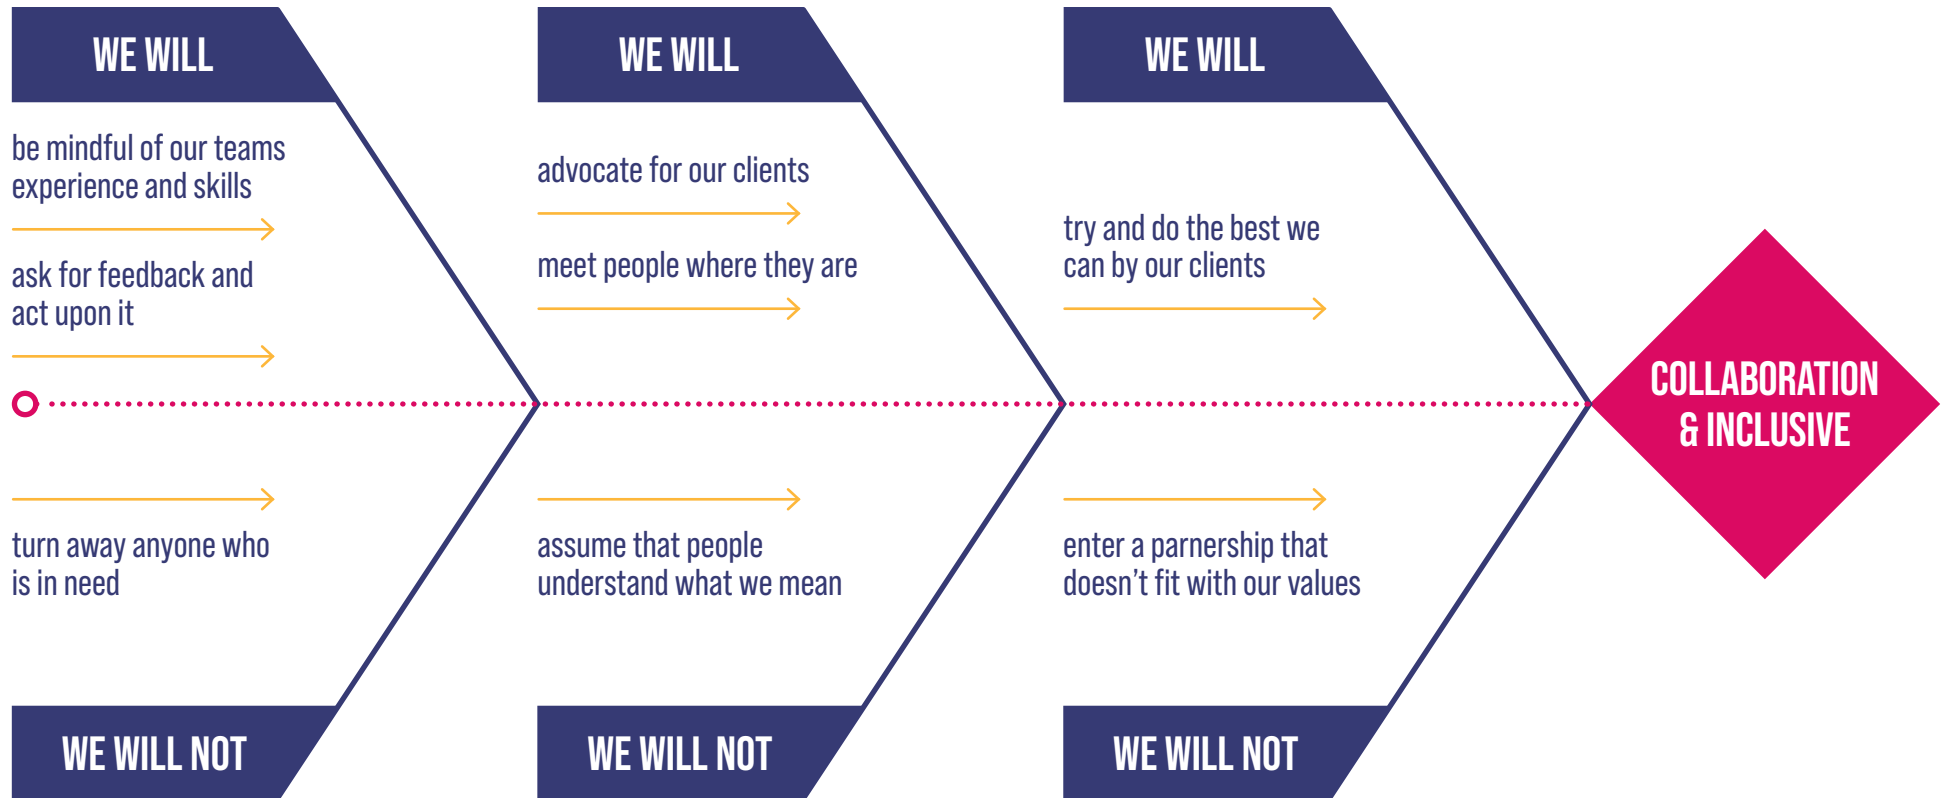 WE WILL
be mindful of our teams
experience and skills
ask for feedback and
act upon it
turn away anyone who
is in need
WE WILL NOT
WE WILL
advocate for our clients
meet people where they are
assume that people
understand what we mean
WE WILL NOT
WE WILL
try and do the best we
can by our clients
enter a parnership that
doesn’t fit with our values
WE WILL NOT
COLLABORATION
& INCLUSIVE